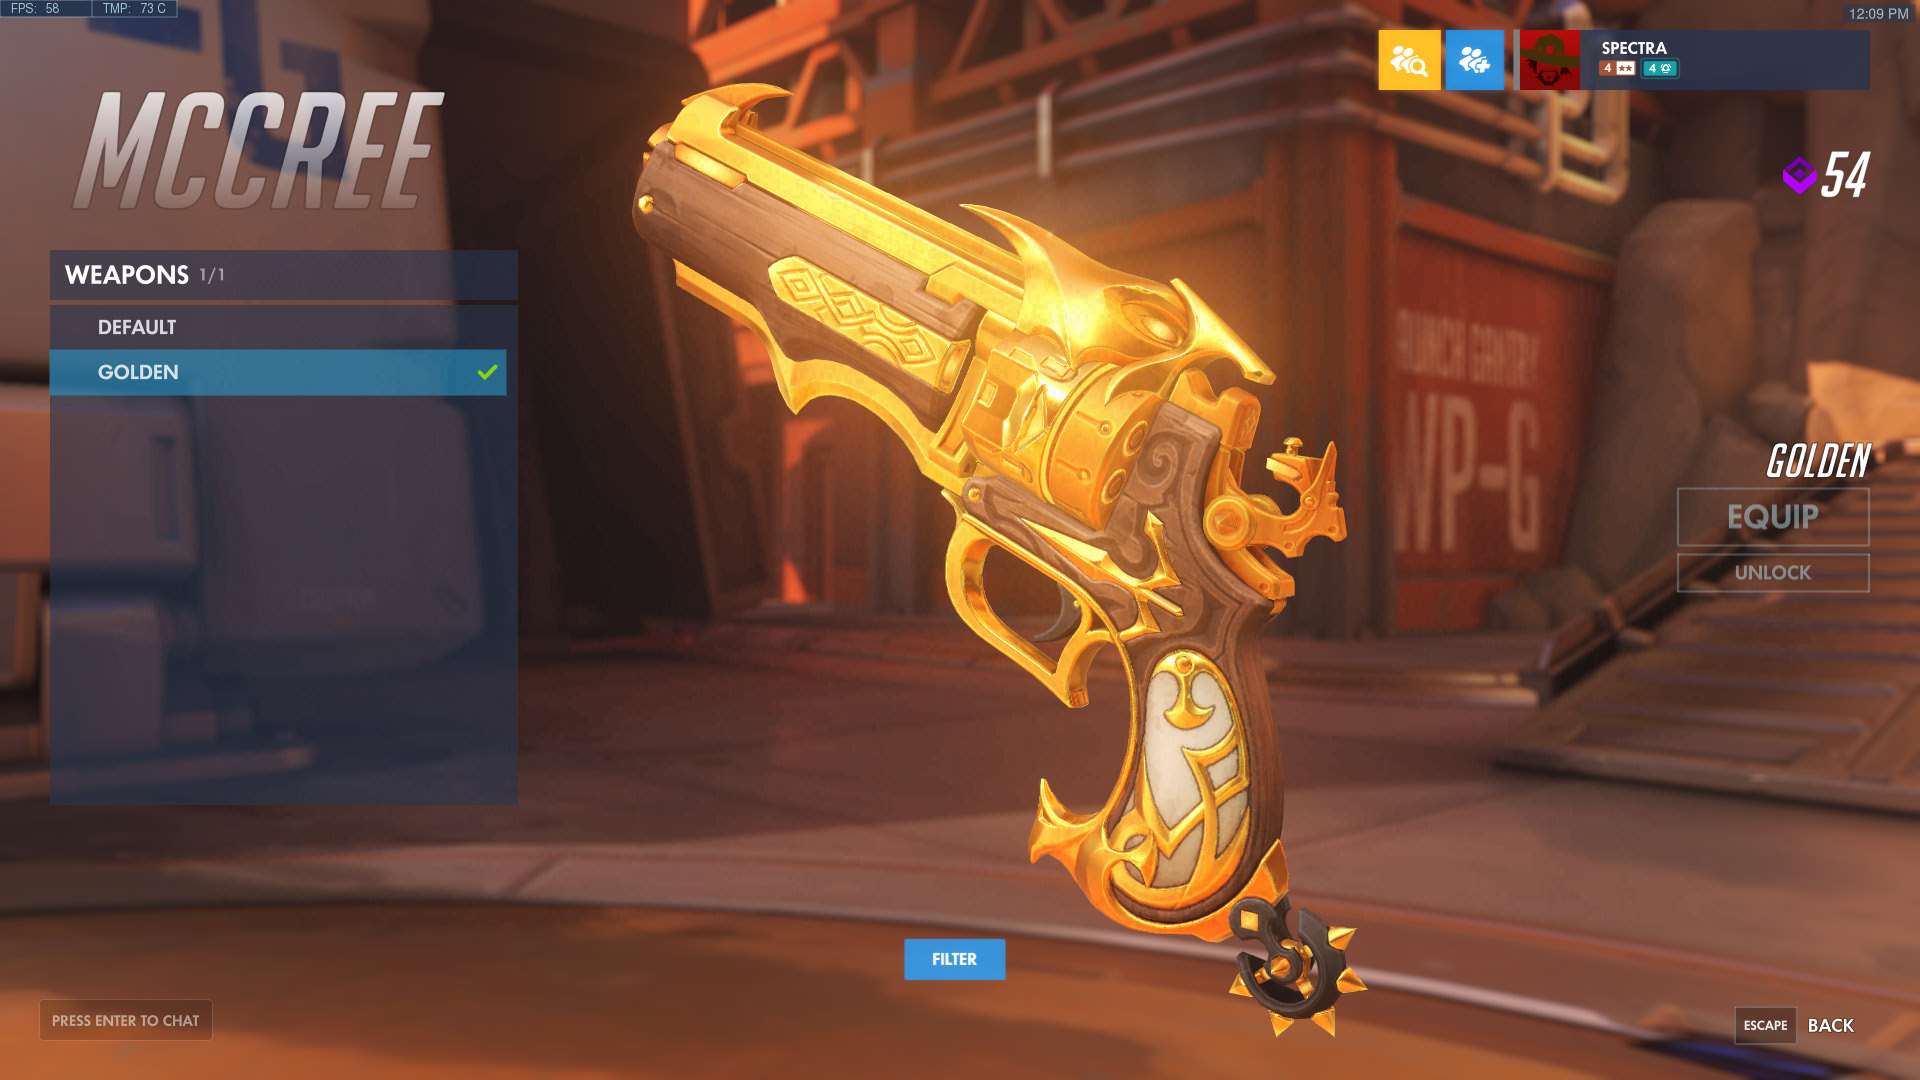 FPS: 58 TMP: 73 C
12:09 PM
SPECTRA
4 4
MCCREE
54
WEAPONS 1/1
DEFAULT
GOLDEN
GOLDEN
EQUIP
UNLOCK
WP-G
FILTER
PRESS ENTER TO CHAT
ESCAPE BACK